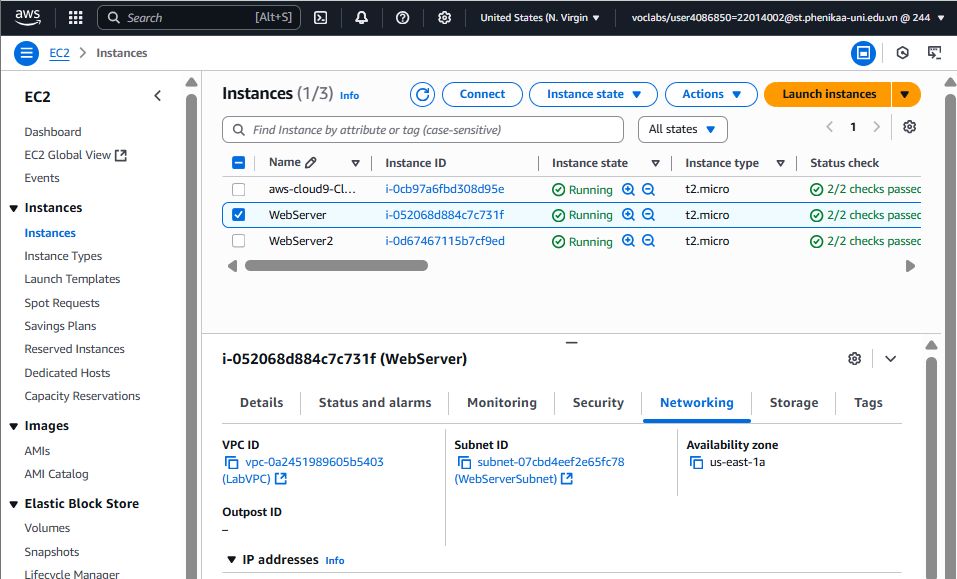 aws
Search [Alt+S] United States (N. Virgin voclabs/user4086850=22014002@st.phenikaa-uni.edu.vn @ 244
EC2 Instances
EC2
Dashboard
EC2 Global View
Events
Instances
Instances
Instance Types
Launch Templates
Spot Requests
Savings Plans
Reserved Instances
Dedicated Hosts
Capacity Reservations
Images
AMIs
AMI Catalog
Elastic Block Store
Volumes
Snapshots
Lifecycle Manager
Instances (1/3) Info Connect Instance state Actions Launch instances
Find Instance by attribute or tag (case-sensitive) All states 1
Name Instance ID Instance state Instance type Status check
aws-cloud9-Cl... i-0cb97a6fbd308d95e Running t2.micro 2/2 checks passed
WebServer i-052068d884c7c731f Running t2.micro 2/2 checks passed
WebServer2 i-0d67467115b7cf9ed Running t2.micro 2/2 checks passed
i-052068d884c7c731f (WebServer)
Details Status and alarms Monitoring Security Networking Storage Tags
VPC ID
vpc-0a2451989605b5403
(LabVPC)
Subnet ID
subnet-07cbd4eef2e65fc78
(WebServerSubnet)
Availability zone
us-east-1a
Outpost ID
–
IP addresses Info